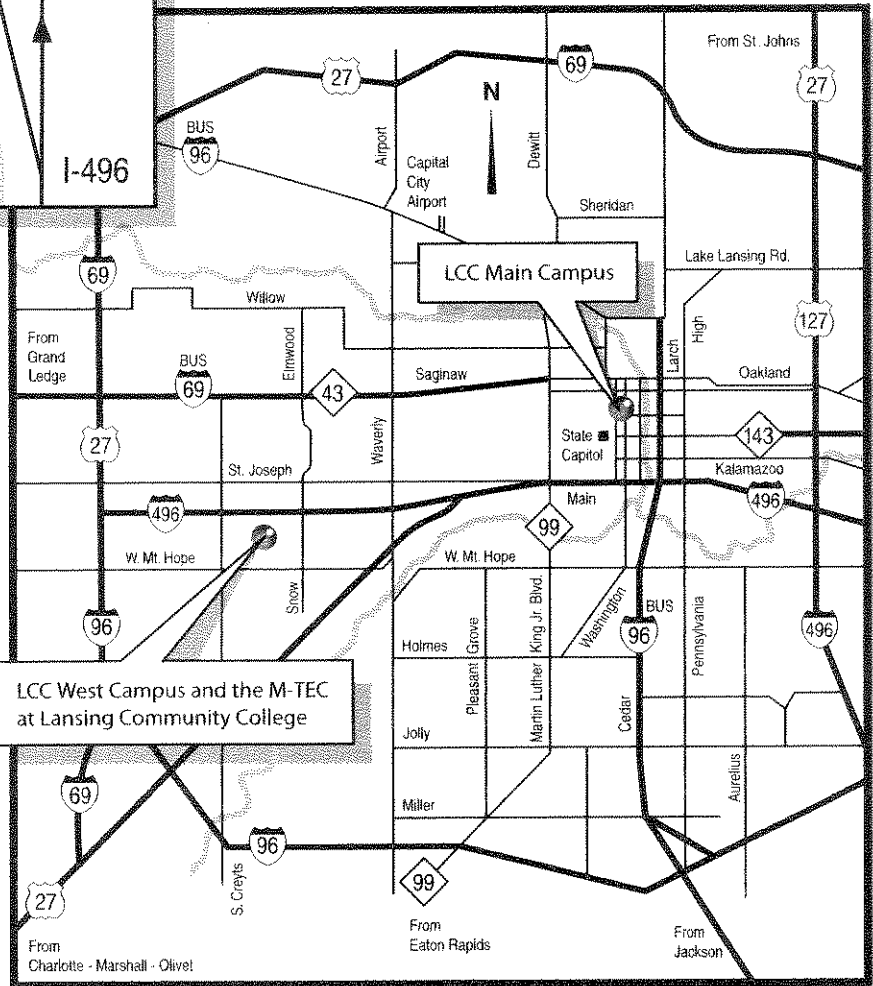 From St. Johns
27
69
27
N
BUS
96
I-496
Airport
Capital
City
Airport
Dewitt
Sheridan
LCC Main Campus
Lake Lansing Rd.
69
Willow
From
Grand
Ledge
Elmwood
BUS
69
43
Saginaw
Larch
High
127
Oakland
Waverly
State
Capitol
143
27
St. Joseph
Kalamazoo
496
Main
496
99
W. Mt. Hope
W. Mt. Hope
Snow
Washington
BUS
96
96
496
Holmes
Pleasant Grove
Martin Luther King Jr. Blvd.
Pennsylvania
LCC West Campus and the M-TEC
at Lansing Community College
Jolly
Cedar
Aurelius
69
Miller
96
S. Creyts
99
27
From
Eaton Rapids
From
Jackson
From
Charlotte - Marshall - Olivet